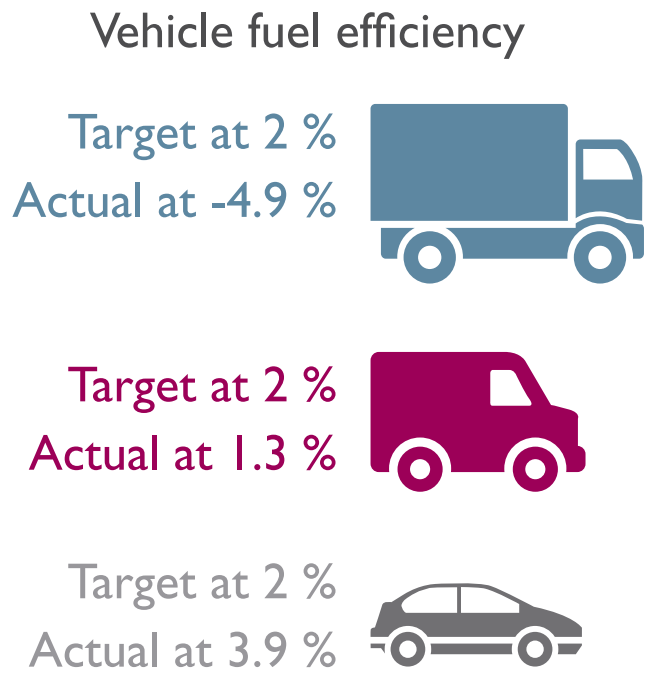 Vehicle fuel efficiency
Target at 2 %
Actual at -4.9 %
Target at 2 %
Actual at 1.3 %
Target at 2 %
Actual at 3.9 %